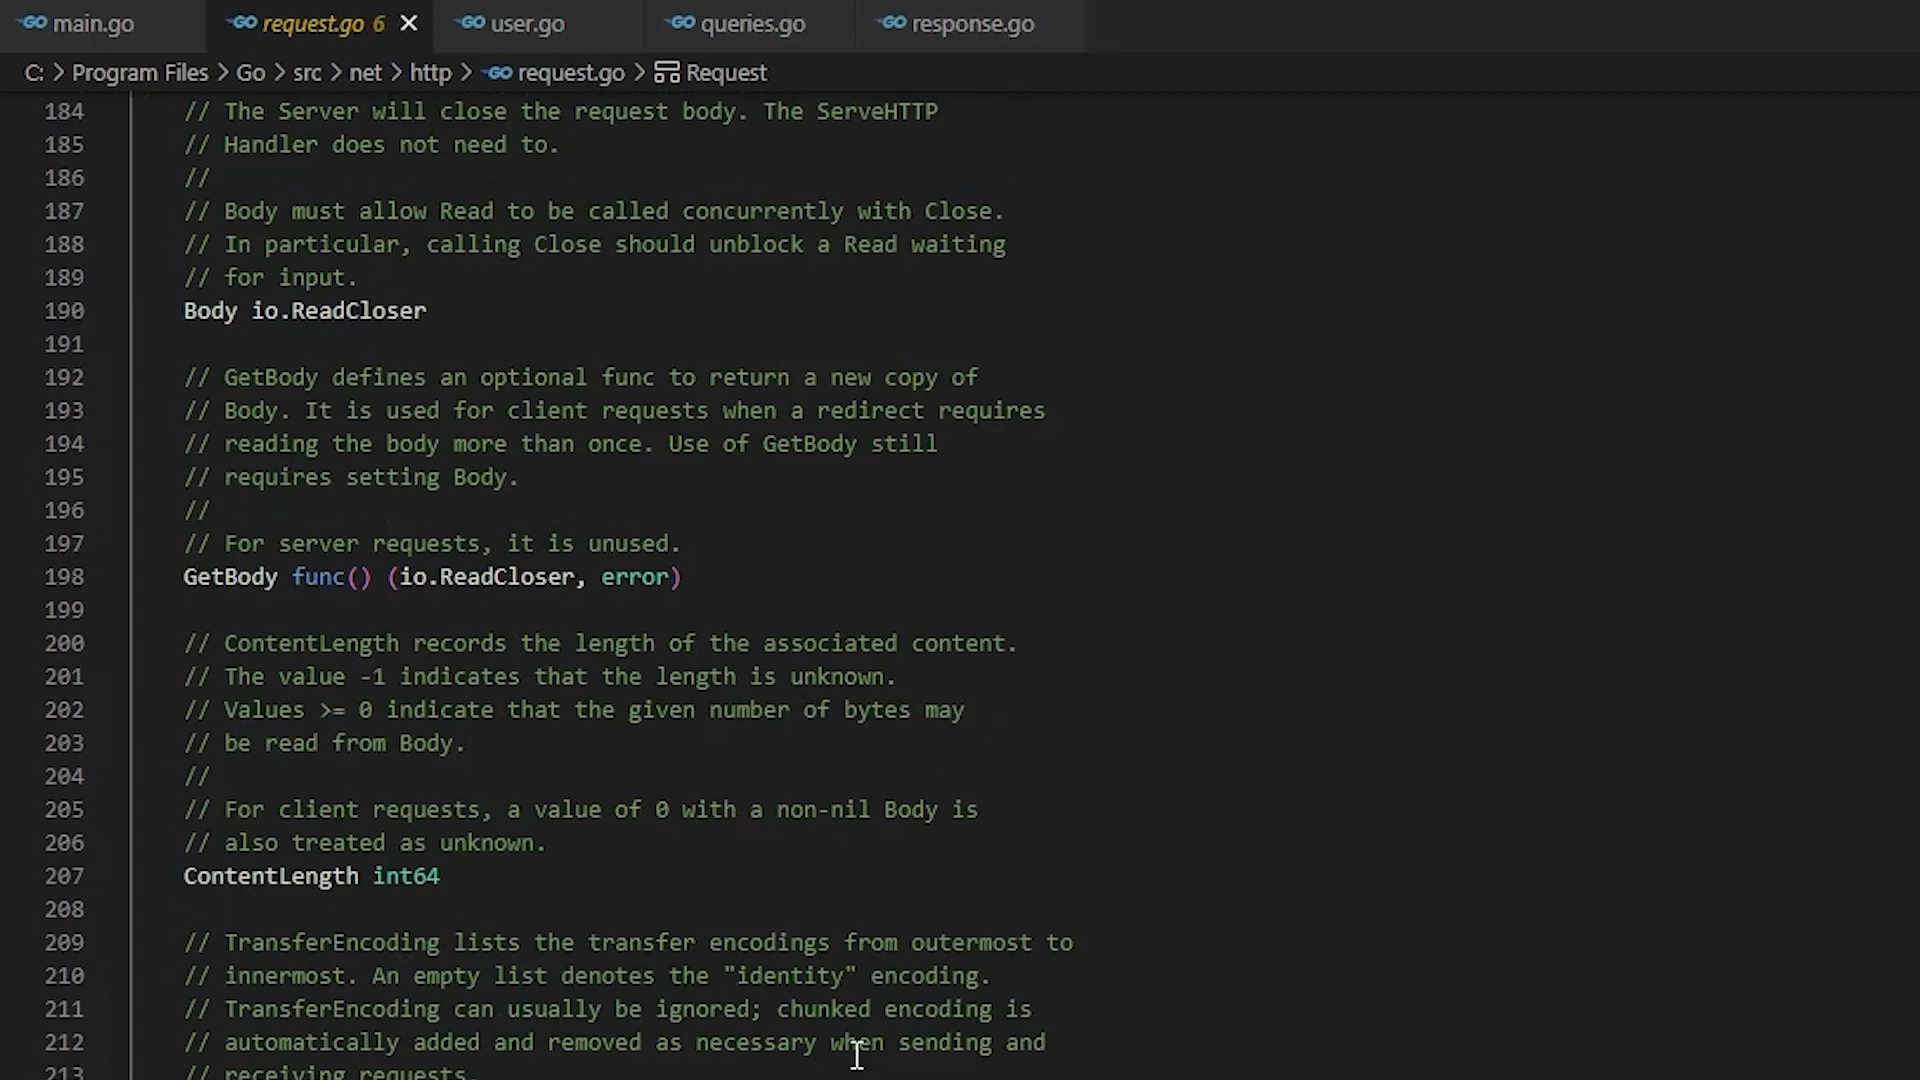 main.go request.go 6 user.go queries.go response.go
C: > Program Files > Go > src > net > http > request.go > Request
184 // The Server will close the request body. The ServeHTTP
185 // Handler does not need to.
186 //
187 // Body must allow Read to be called concurrently with Close.
188 // In particular, calling Close should unblock a Read waiting
189 // for input.
190 Body io.ReadCloser
191
192 // GetBody defines an optional func to return a new copy of
193 // Body. It is used for client requests when a redirect requires
194 // reading the body more than once. Use of GetBody still
195 // requires setting Body.
196 //
197 // For server requests, it is unused.
198 GetBody func() (io.ReadCloser, error)
199
200 // ContentLength records the length of the associated content.
201 // The value -1 indicates that the length is unknown.
202 // Values >= 0 indicate that the given number of bytes may
203 // be read from Body.
204 //
205 // For client requests, a value of 0 with a non-nil Body is
206 // also treated as unknown.
207 ContentLength int64
208
209 // TransferEncoding lists the transfer encodings from outermost to
210 // innermost. An empty list denotes the "identity" encoding.
211 // TransferEncoding can usually be ignored; chunked encoding is
212 // automatically added and removed as necessary when sending and
213 // receiving requests.